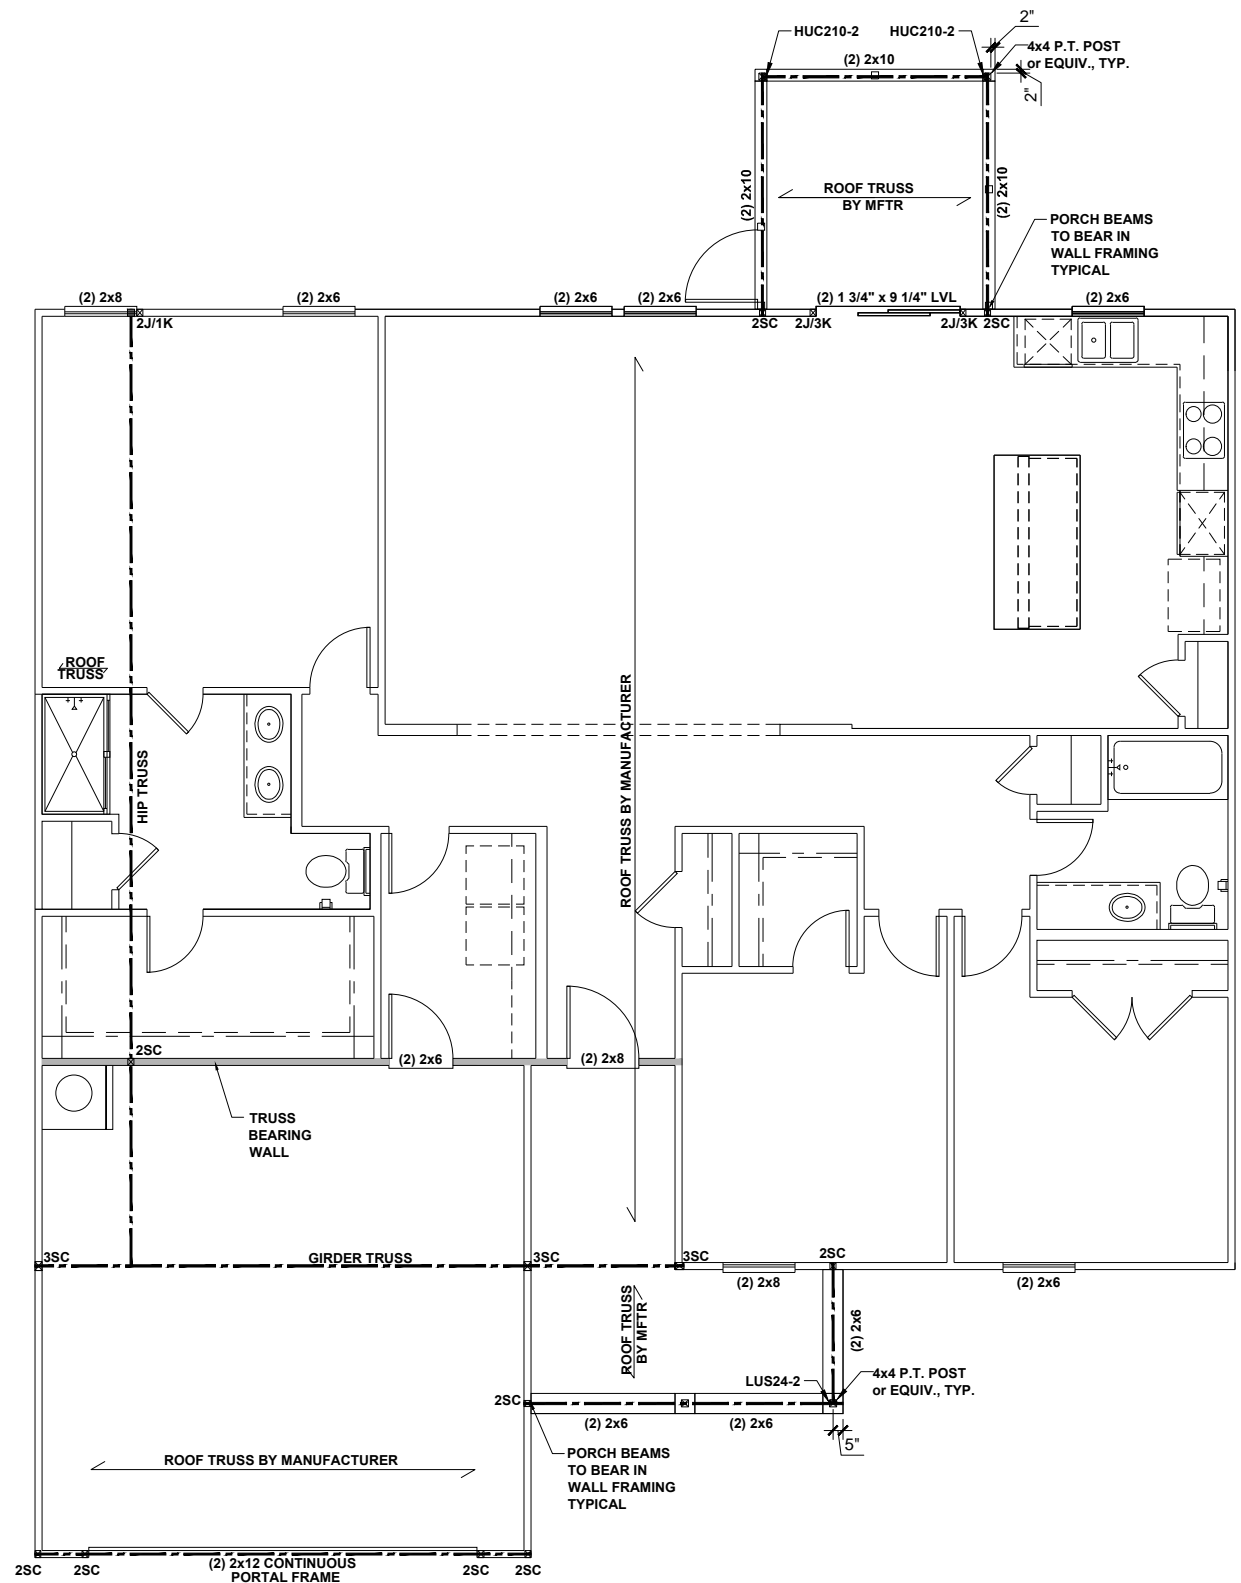 2"
HUC210-2
HUC210-2
4x4 P.T. POST
or EQUIV., TYP.
(2) 2x10
2"
(2) 2x10
(2) 2x10
ROOF TRUSS
BY MFTR
PORCH BEAMS
TO BEAR IN
WALL FRAMING
TYPICAL
(2) 2x8
(2) 2x6
(2) 2x6
(2) 2x6
(2) 1 3/4" x 9 1/4" LVL
(2) 2x6
2J/1K
2SC
2J/3K
2J/3K
2SC
ROOF
TRUSS
HIP TRUSS
ROOF TRUSS BY MANUFACTURER
2SC
(2) 2x6
(2) 2x8
TRUSS
BEARING
WALL
3SC
GIRDER TRUSS
3SC
3SC
2SC
(2) 2x8
(2) 2x6
ROOF TRUSS
BY MFTR
(2) 2x6
LUS24-2
4x4 P.T. POST
or EQUIV., TYP.
2SC
(2) 2x6
(2) 2x6
5"
PORCH BEAMS
TO BEAR IN
WALL FRAMING
TYPICAL
ROOF TRUSS BY MANUFACTURER
2SC
2SC
(2) 2x12 CONTINUOUS
PORTAL FRAME
2SC
2SC